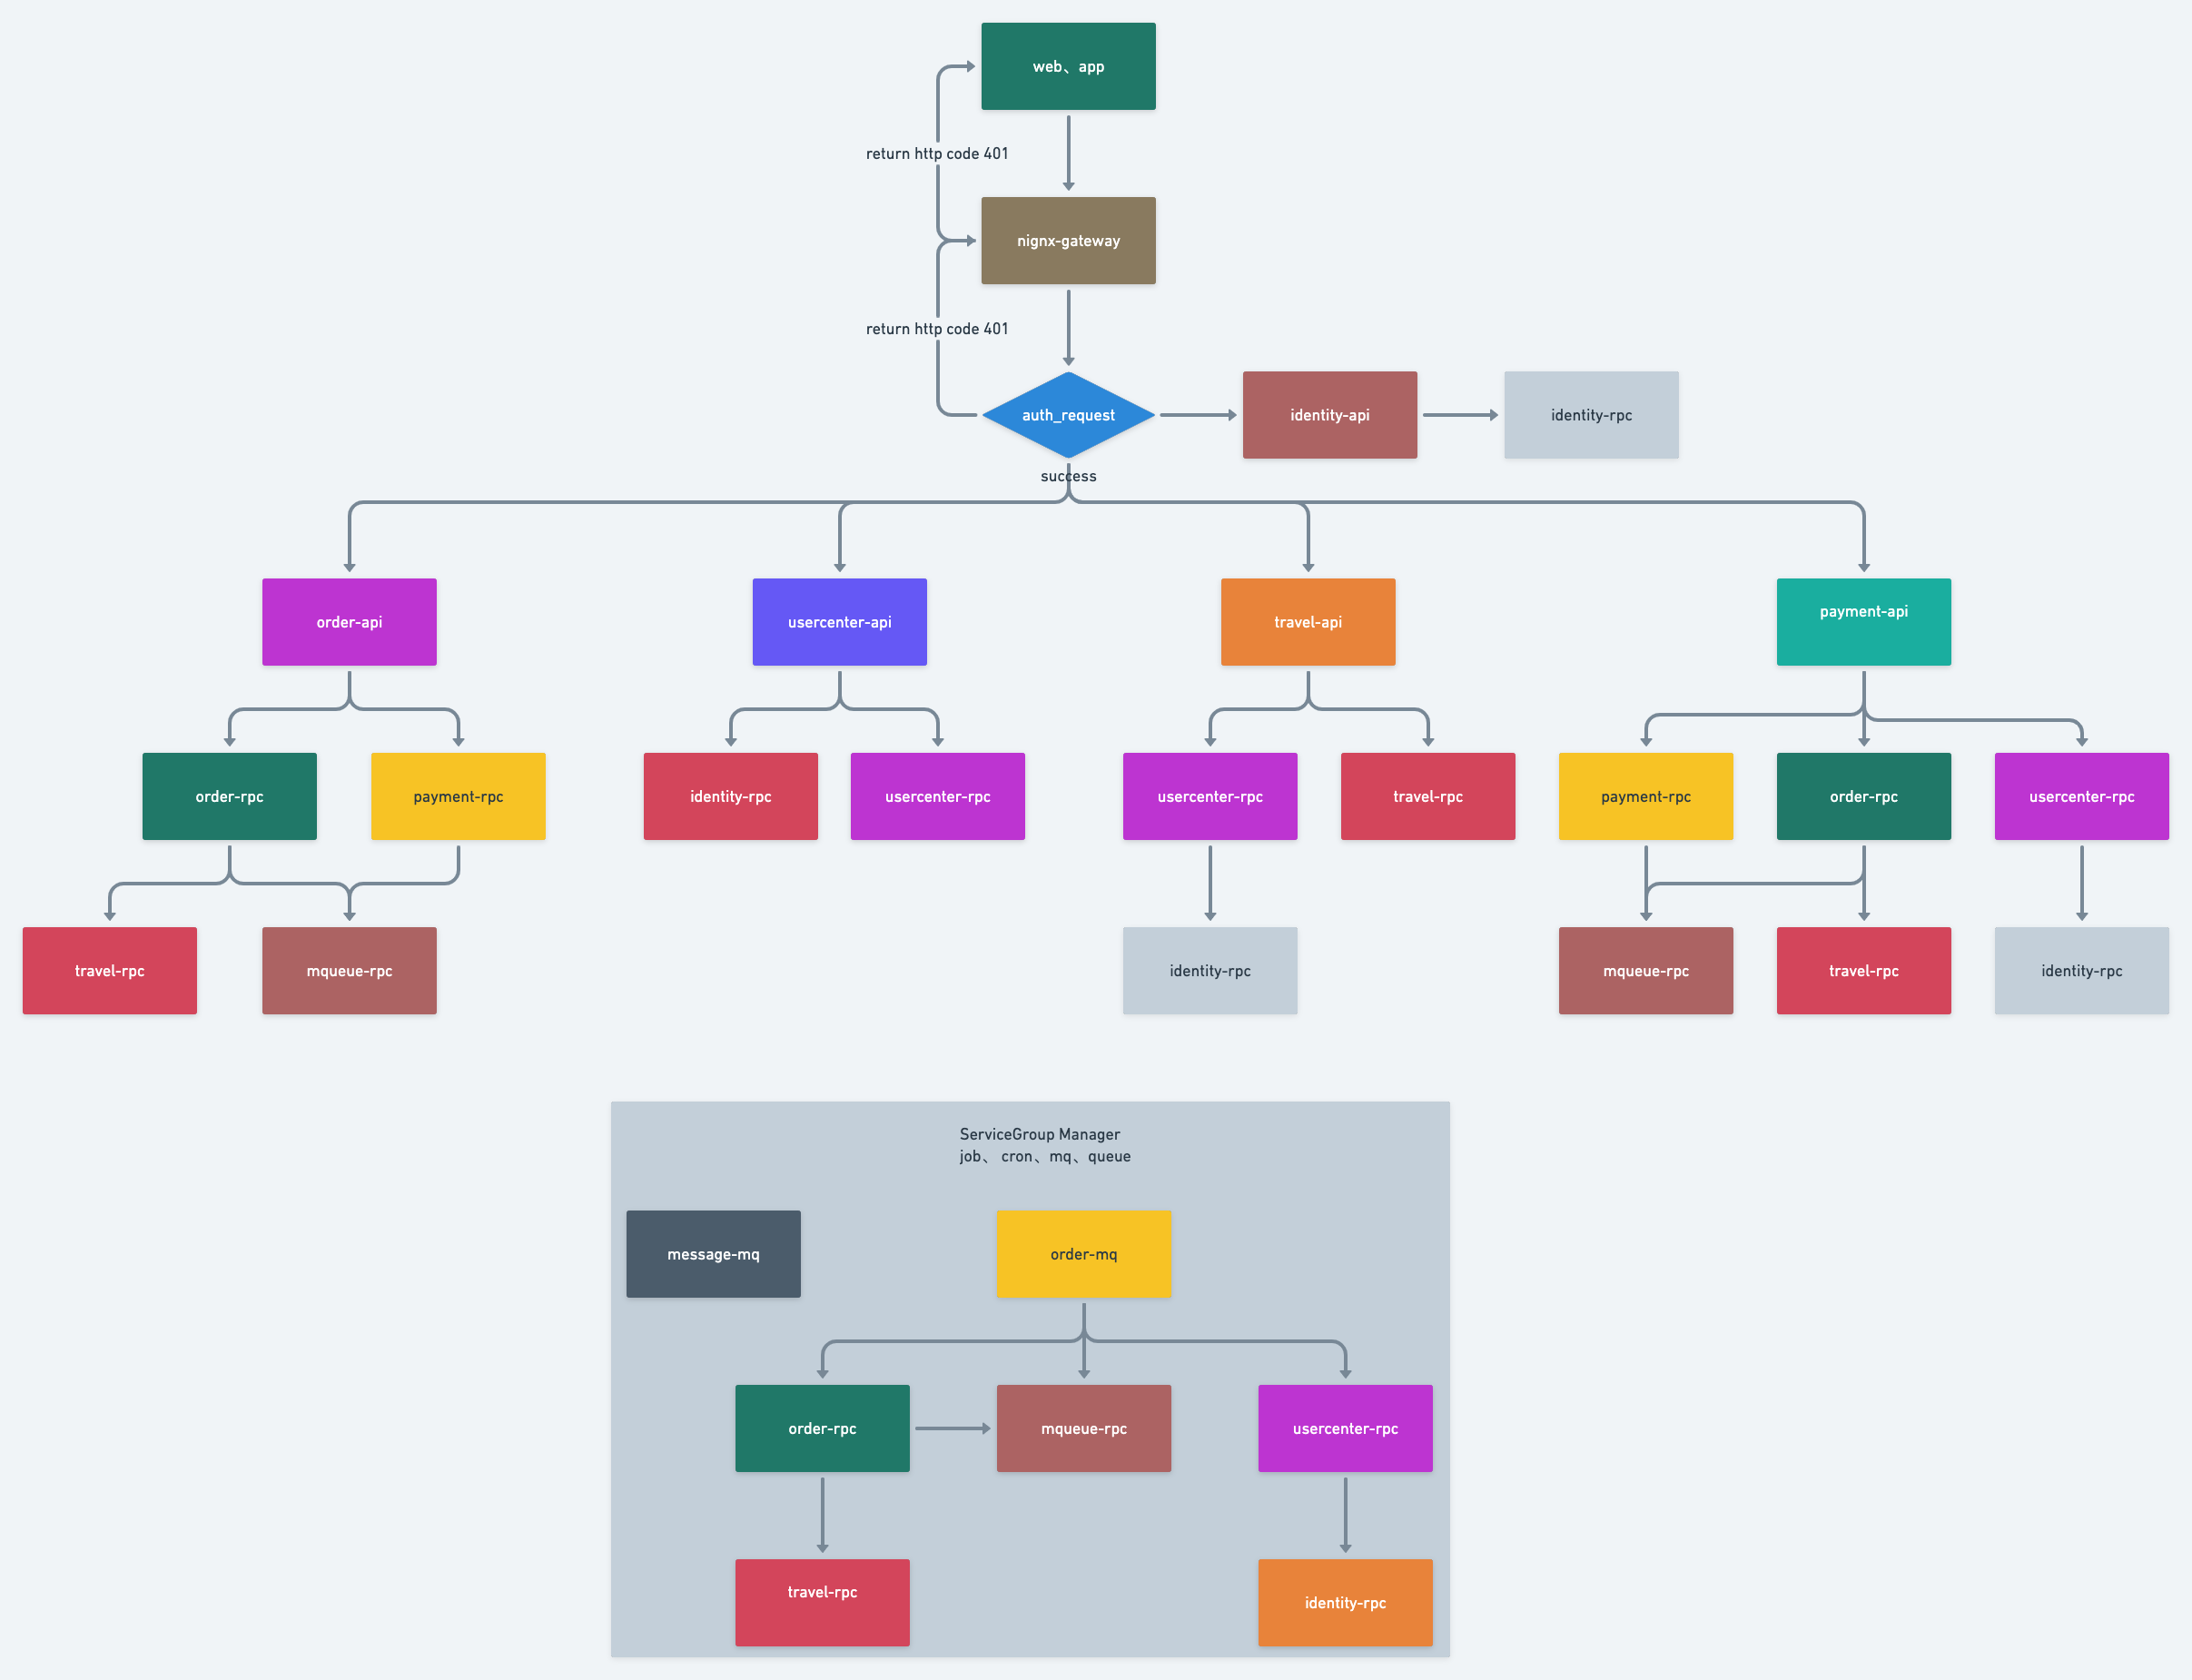 web、app
return http code 401
nignx-gateway
return http code 401
auth_request
identity-api
identity-rpc
success
order-api
usercenter-api
travel-api
payment-api
order-rpc
payment-rpc
identity-rpc
usercenter-rpc
usercenter-rpc
travel-rpc
payment-rpc
order-rpc
usercenter-rpc
travel-rpc
mqueue-rpc
identity-rpc
mqueue-rpc
travel-rpc
identity-rpc
ServiceGroup Manager
job、 cron、mq、queue
message-mq
order-mq
order-rpc
mqueue-rpc
usercenter-rpc
travel-rpc
identity-rpc